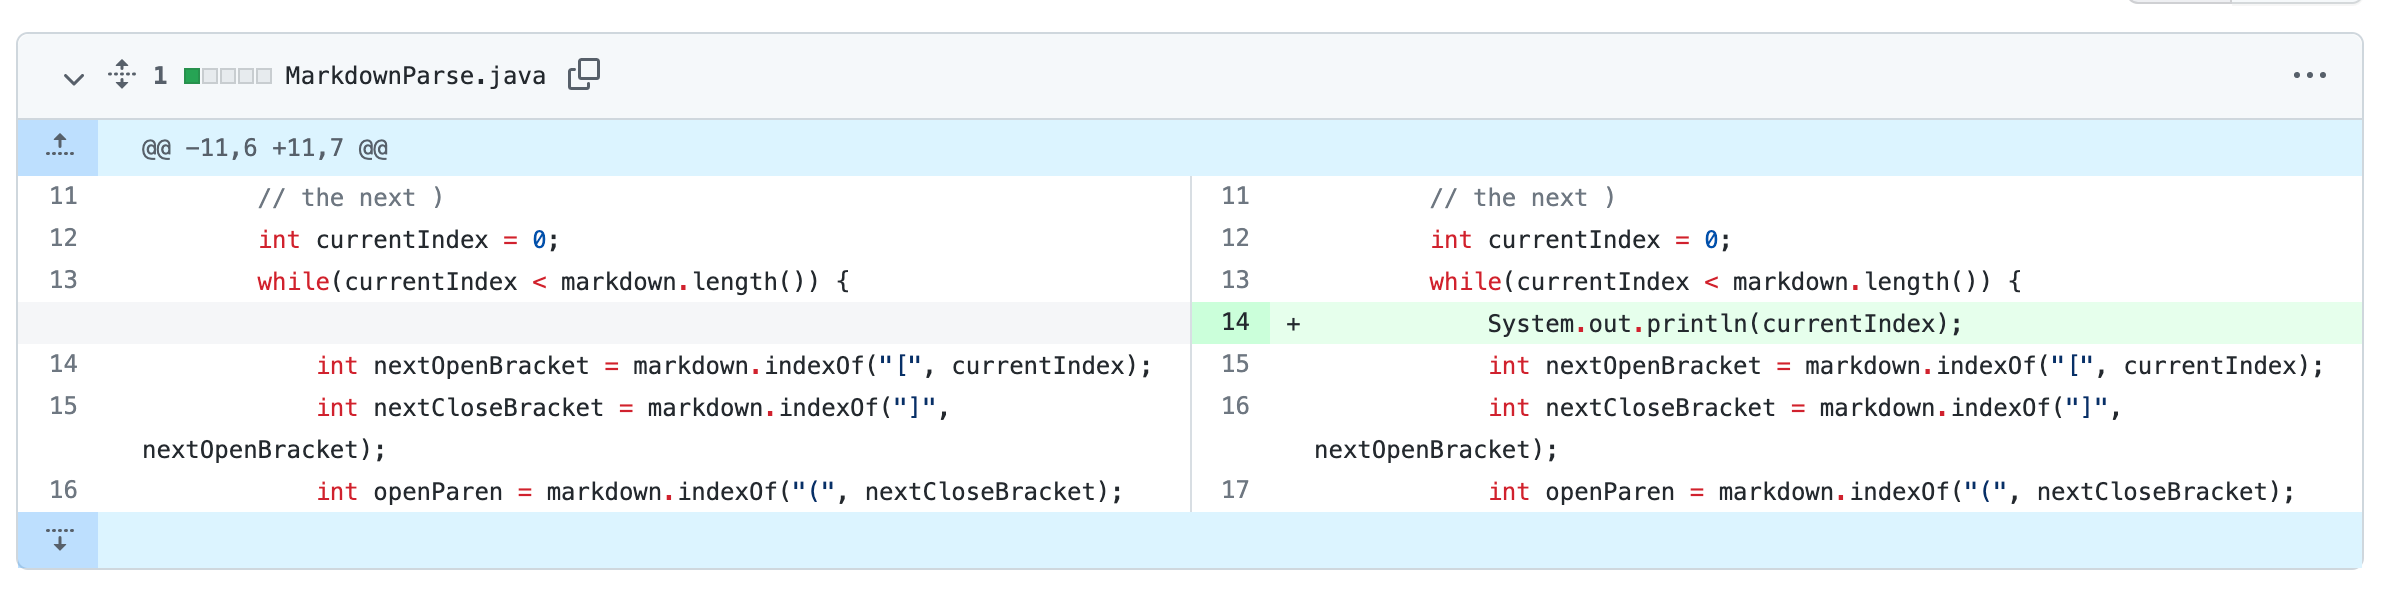 1 MarkdownParse.java
@@ -11,6 +11,7 @@
11 // the next )
12 int currentIndex = 0;
13 while(currentIndex < markdown.length()) {
14 int nextOpenBracket = markdown.indexOf("[", currentIndex);
15 int nextCloseBracket = markdown.indexOf("]",
nextOpenBracket);
16 int openParen = markdown.indexOf("(", nextCloseBracket);
11 // the next )
12 int currentIndex = 0;
13 while(currentIndex < markdown.length()) {
14 + System.out.println(currentIndex);
15 int nextOpenBracket = markdown.indexOf("[", currentIndex);
16 int nextCloseBracket = markdown.indexOf("]",
nextOpenBracket);
17 int openParen = markdown.indexOf("(", nextCloseBracket);